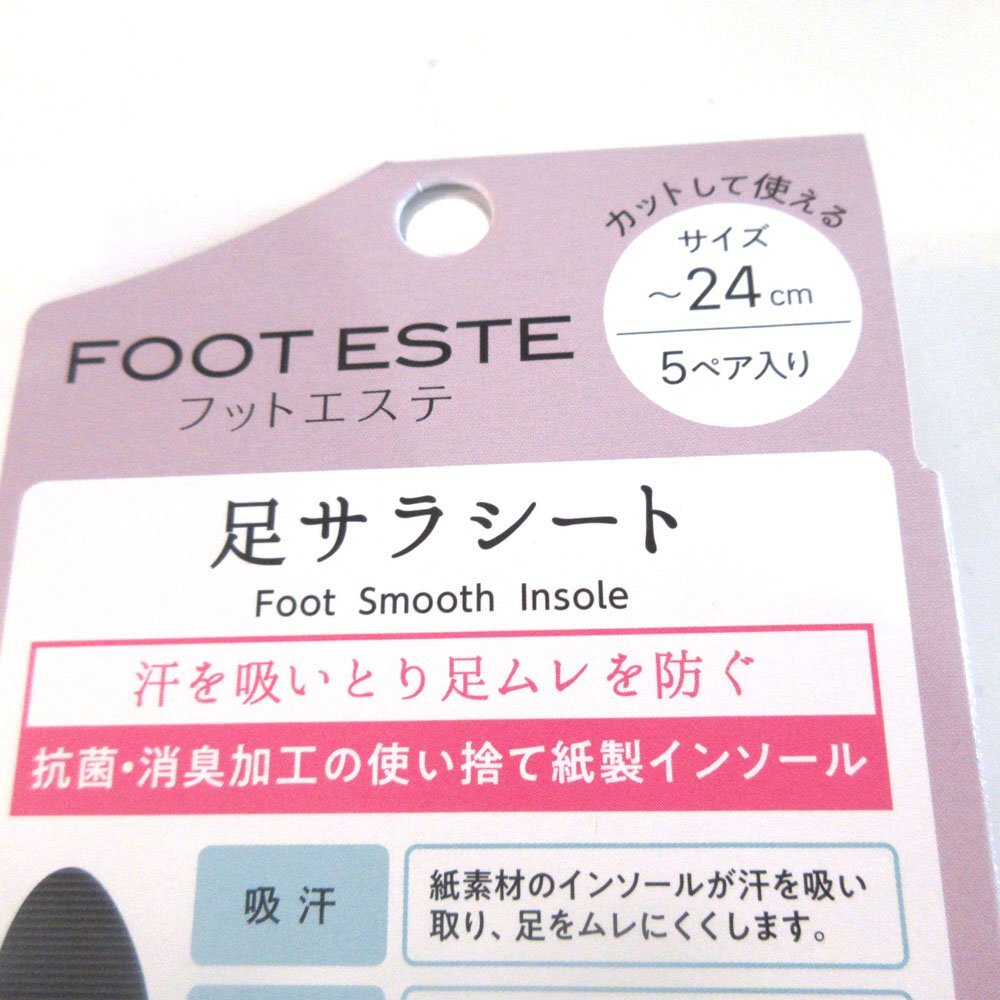 カットして使える
サイズ
~24cm
5ペア入り
FOOT ESTE
フットエステ
足サラシート
Foot Smooth Insole
汗を吸いとり足ムレを防ぐ
抗菌・消臭加工の使い捨て紙製インソール
吸汗
紙素材のインソールが汗を吸い
取り、足をムレにくくします。